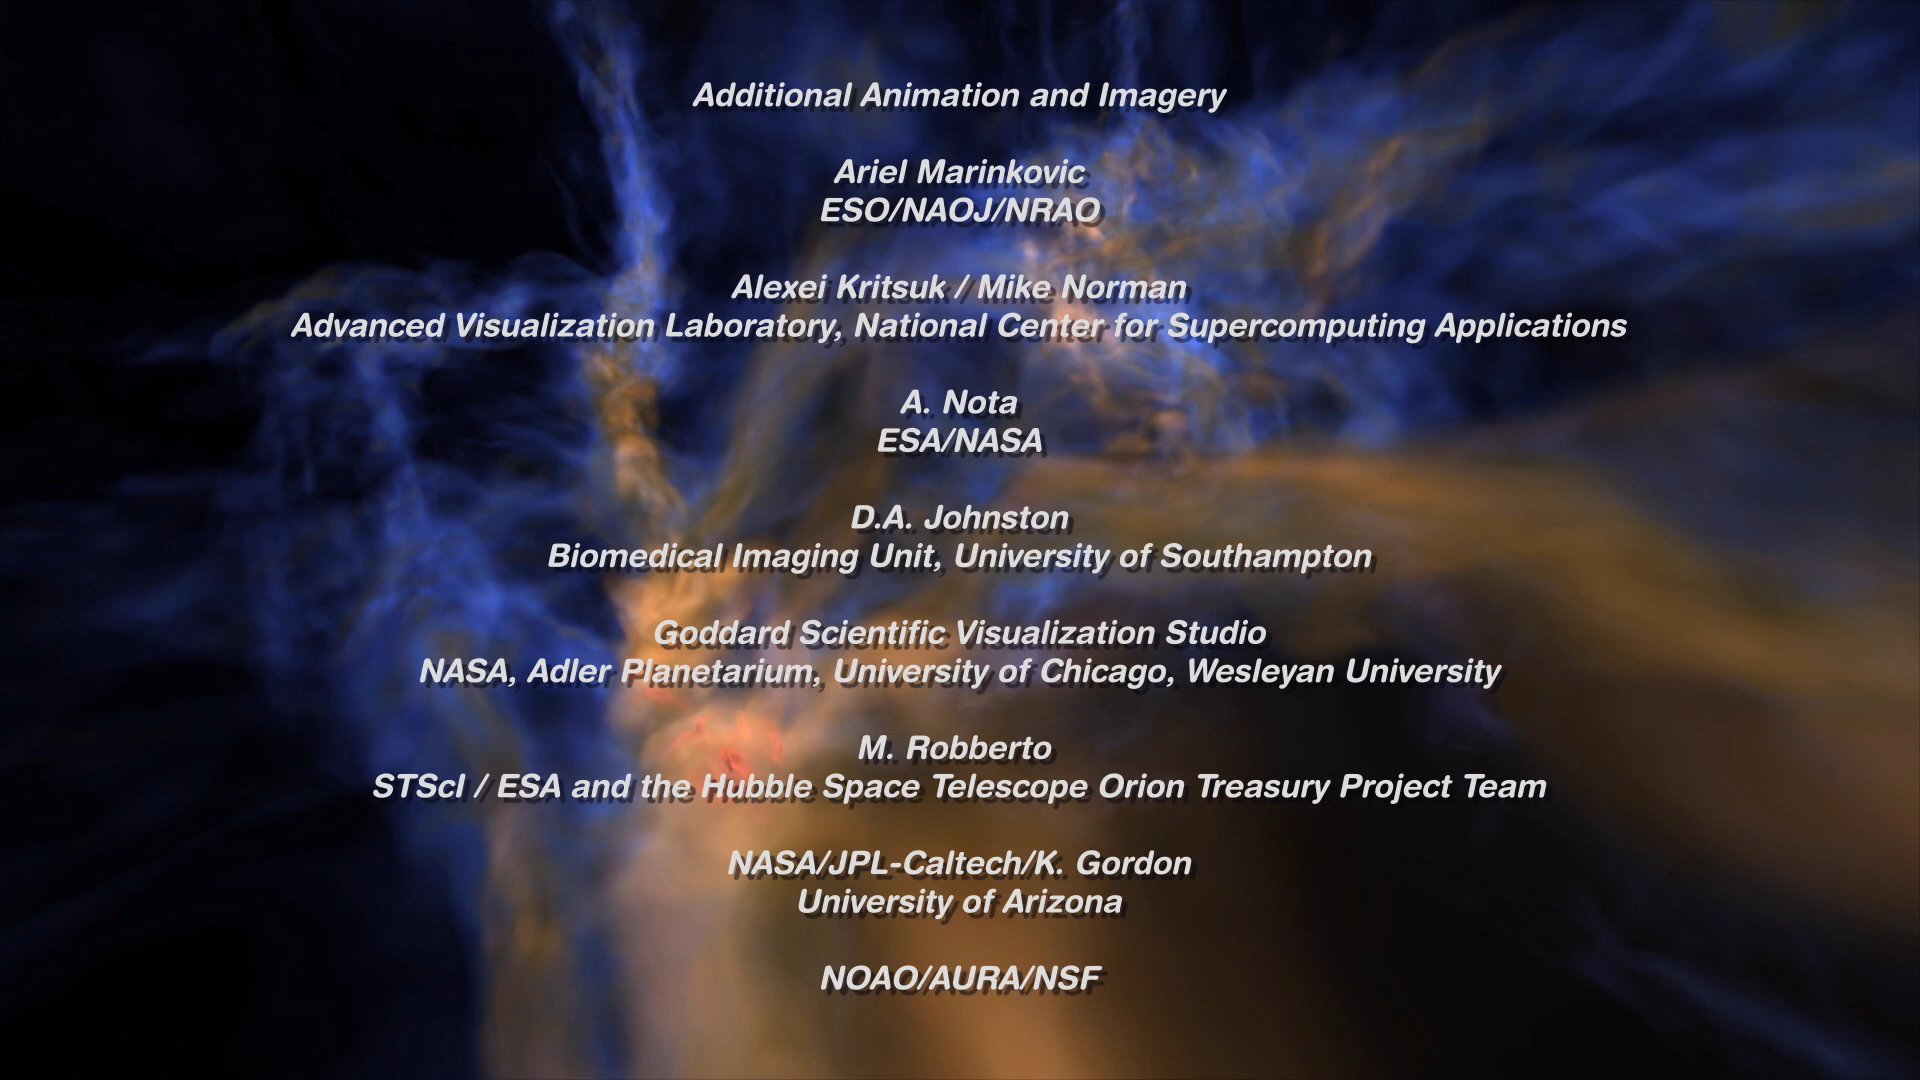 Additional Animation and Imagery
Ariel Marinkovic
ESO/NAOJ/NRAO
Alexei Kritsuk / Mike Norman
Advanced Visualization Laboratory, National Center for Supercomputing Applications
A. Nota
ESA/NASA
D.A. Johnston
Biomedical Imaging Unit, University of Southampton
Goddard Scientific Visualization Studio
NASA, Adler Planetarium, University of Chicago, Wesleyan University
M. Robberto
STScI / ESA and the Hubble Space Telescope Orion Treasury Project Team
NASA/JPL-Caltech/K. Gordon
University of Arizona
NOAO/AURA/NSF